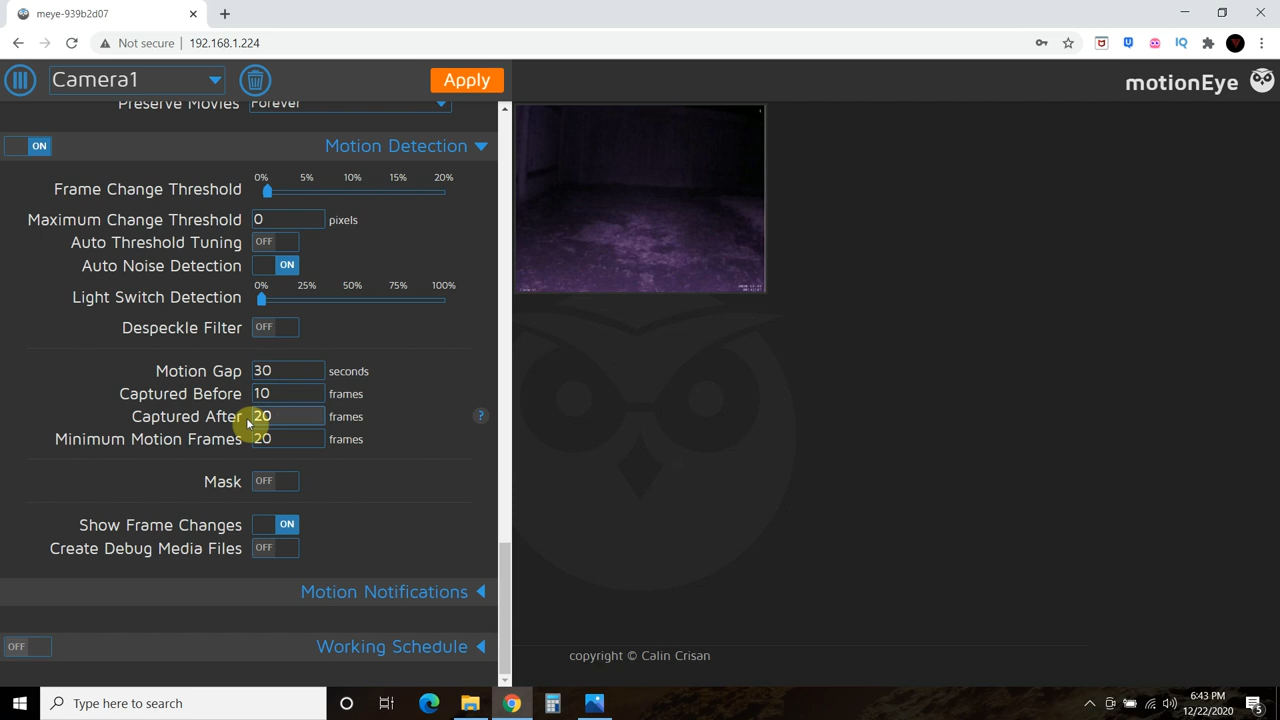 meye-939b2d07
Not secure | 192.168.1.224
Camera1
Apply
motionEye
Preserve Movies Forever
ON Motion Detection
0% 5% 10% 15% 20%
Frame Change Threshold
Maximum Change Threshold 0 pixels
Auto Threshold Tuning OFF
Auto Noise Detection ON
0% 25% 50% 75% 100%
Light Switch Detection
Despeckle Filter OFF
Motion Gap 30 seconds
Captured Before 10 frames
Captured After 20 frames ?
Minimum Motion Frames 20 frames
Mask OFF
Show Frame Changes ON
Create Debug Media Files OFF
Motion Notifications
OFF Working Schedule
copyright © Calin Crisan
Type here to search
6:43 PM
12/22/2020
5